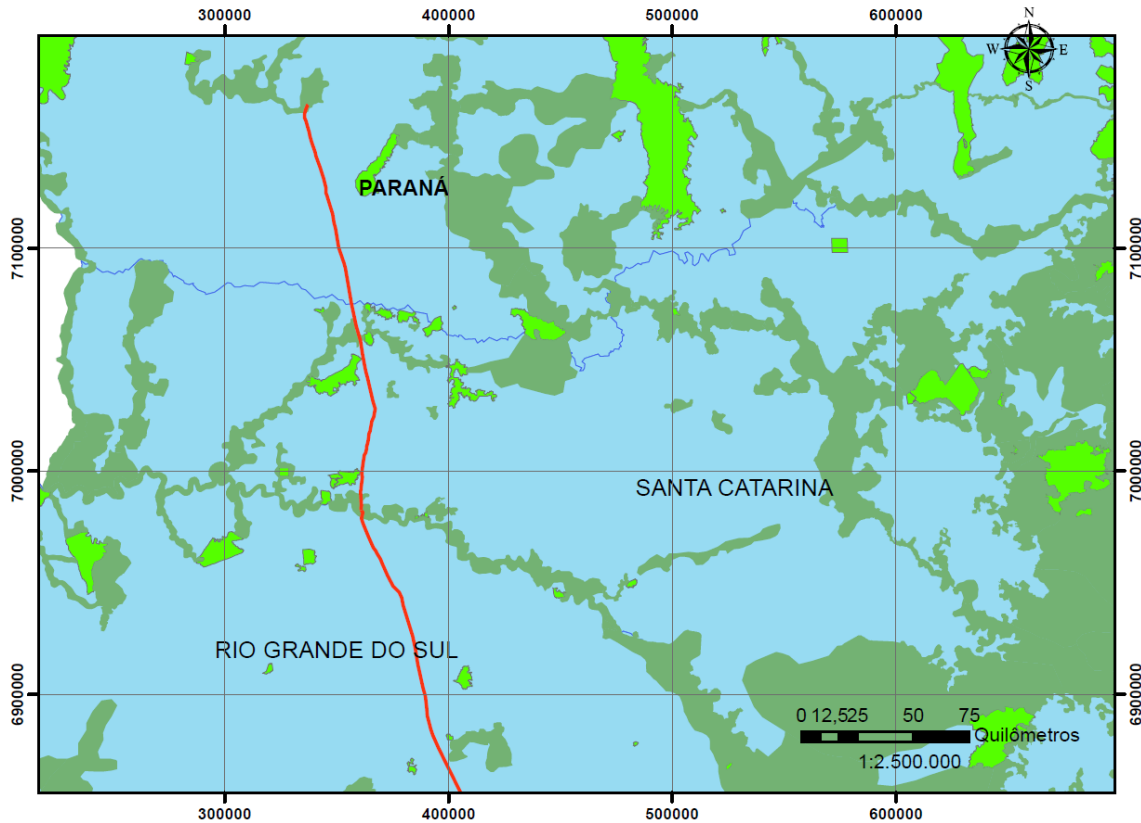 300000 400000 500000 600000
N
W E
S
PARANÁ
7100000 7100000
7000000 7000000
SANTA CATARINA
RIO GRANDE DO SUL
6900000 6900000
0 12,525 50 75
Quilômetros
1:2.500.000
300000 400000 500000 600000